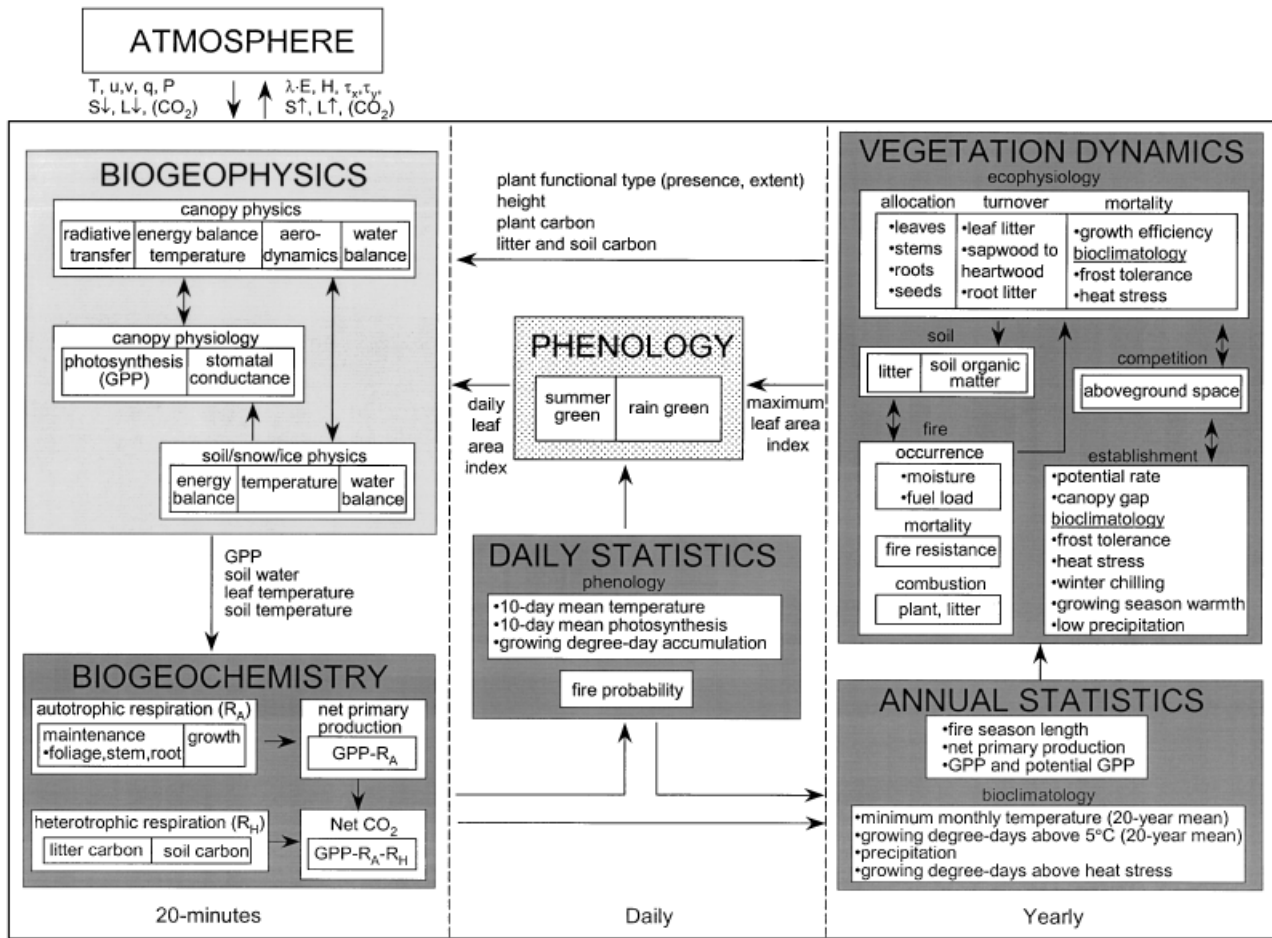 ATMOSPHERE
T, u,v, q, P
S↓, L↓, (CO₂)
λ·E, H, τₓ,τᵧ,
S↑, L↑, (CO₂)
BIOGEOPHYSICS
canopy physics
radiative
transfer
energy balance
temperature
aero-
dynamics
water
balance
canopy physiology
photosynthesis
(GPP)
stomatal
conductance
soil/snow/ice physics
energy
balance
temperature
water
balance
GPP
soil water
leaf temperature
soil temperature
BIOGEOCHEMISTRY
autotrophic respiration (R_A)
maintenance
•foliage,stem,root
growth
net primary
production
GPP-R_A
heterotrophic respiration (R_H)
litter carbon
soil carbon
Net CO₂
GPP-R_A-R_H
20-minutes
plant functional type (presence, extent)
height
plant carbon
litter and soil carbon
PHENOLOGY
summer
green
rain green
daily
leaf
area
index
maximum
leaf area
index
DAILY STATISTICS
phenology
•10-day mean temperature
•10-day mean photosynthesis
•growing degree-day accumulation
fire probability
Daily
VEGETATION DYNAMICS
ecophysiology
allocation
•leaves
•stems
•roots
•seeds
turnover
•leaf litter
•sapwood to
heartwood
•root litter
mortality
•growth efficiency
bioclimatology
•frost tolerance
•heat stress
soil
litter
soil organic
matter
competition
aboveground space
fire
occurrence
•moisture
•fuel load
mortality
fire resistance
combustion
plant, litter
establishment
•potential rate
•canopy gap
bioclimatology
•frost tolerance
•heat stress
•winter chilling
•growing season warmth
•low precipitation
ANNUAL STATISTICS
•fire season length
•net primary production
•GPP and potential GPP
bioclimatology
•minimum monthly temperature (20-year mean)
•growing degree-days above 5°C (20-year mean)
•precipitation
•growing degree-days above heat stress
Yearly